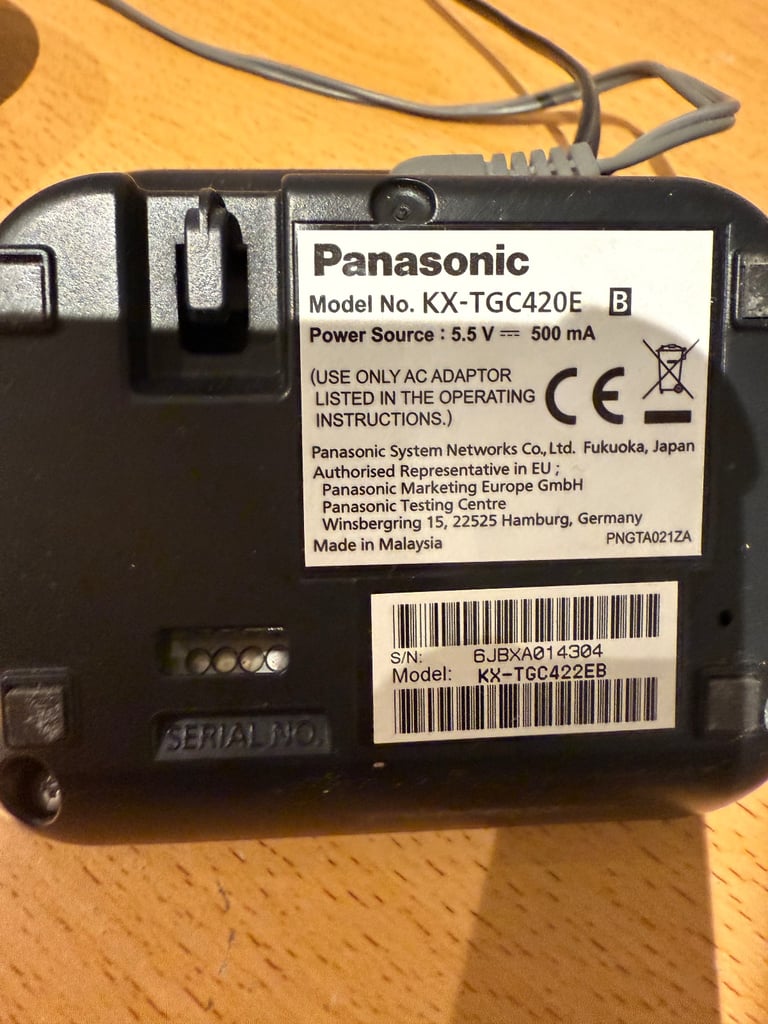 Panasonic
Model No. KX-TGC420E B
Power Source : 5.5 V ⎓ 500 mA
(USE ONLY AC ADAPTOR
LISTED IN THE OPERATING
INSTRUCTIONS.)
CE
Panasonic System Networks Co., Ltd. Fukuoka, Japan
Authorised Representative in EU ;
Panasonic Marketing Europe GmbH
Panasonic Testing Centre
Winsbergring 15, 22525 Hamburg, Germany
Made in Malaysia PNGTA021ZA
S/N: 6JBXA014304
Model: KX-TGC422EB
SERIAL NO.